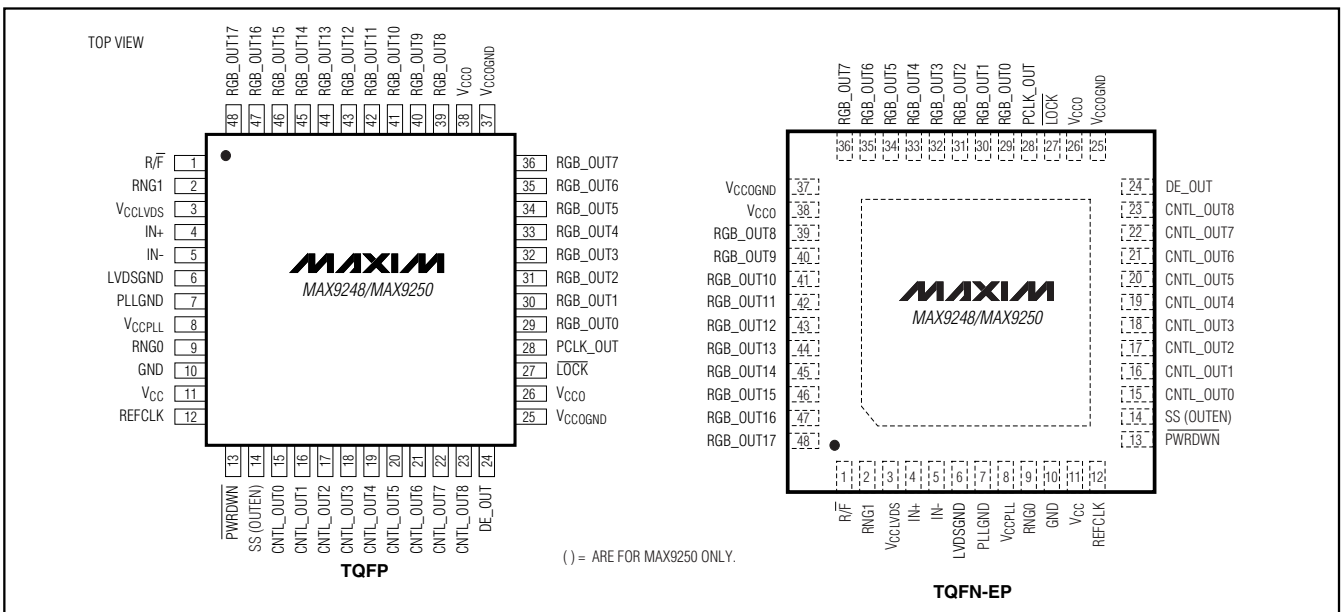 TOP VIEW
RGB_OUT17
RGB_OUT16
RGB_OUT15
RGB_OUT14
RGB_OUT13
RGB_OUT12
RGB_OUT11
RGB_OUT10
RGB_OUT9
RGB_OUT8
VCCO
VCCOGND
48 47 46 45 44 43 42 41 40 39 38 37
R/F̅ 1
RNG1 2
VCCLVDS 3
IN+ 4
IN- 5
LVDSGND 6
PLLGND 7
VCCPLL 8
RNG0 9
GND 10
VCC 11
REFCLK 12
MAXIM
MAX9248/MAX9250
36 RGB_OUT7
35 RGB_OUT6
34 RGB_OUT5
33 RGB_OUT4
32 RGB_OUT3
31 RGB_OUT2
30 RGB_OUT1
29 RGB_OUT0
28 PCLK_OUT
27 L̅O̅C̅K̅
26 VCCO
25 VCCOGND
13 14 15 16 17 18 19 20 21 22 23 24
P̅W̅R̅D̅W̅N̅
SS (OUTEN)
CNTL_OUT0
CNTL_OUT1
CNTL_OUT2
CNTL_OUT3
CNTL_OUT4
CNTL_OUT5
CNTL_OUT6
CNTL_OUT7
CNTL_OUT8
DE_OUT
TQFP
( ) = ARE FOR MAX9250 ONLY.
RGB_OUT7
RGB_OUT6
RGB_OUT5
RGB_OUT4
RGB_OUT3
RGB_OUT2
RGB_OUT1
RGB_OUT0
PCLK_OUT
L̅O̅C̅K̅
VCCO
VCCOGND
36 35 34 33 32 31 30 29 28 27 26 25
VCCOGND 37
VCCO 38
RGB_OUT8 39
RGB_OUT9 40
RGB_OUT10 41
RGB_OUT11 42
RGB_OUT12 43
RGB_OUT13 44
RGB_OUT14 45
RGB_OUT15 46
RGB_OUT16 47
RGB_OUT17 48
MAXIM
MAX9248/MAX9250
24 DE_OUT
23 CNTL_OUT8
22 CNTL_OUT7
21 CNTL_OUT6
20 CNTL_OUT5
19 CNTL_OUT4
18 CNTL_OUT3
17 CNTL_OUT2
16 CNTL_OUT1
15 CNTL_OUT0
14 SS (OUTEN)
13 P̅W̅R̅D̅W̅N̅
1 2 3 4 5 6 7 8 9 10 11 12
R/F̅
RNG1
VCCLVDS
IN+
IN-
LVDSGND
PLLGND
VCCPLL
RNG0
GND
VCC
REFCLK
TQFN-EP